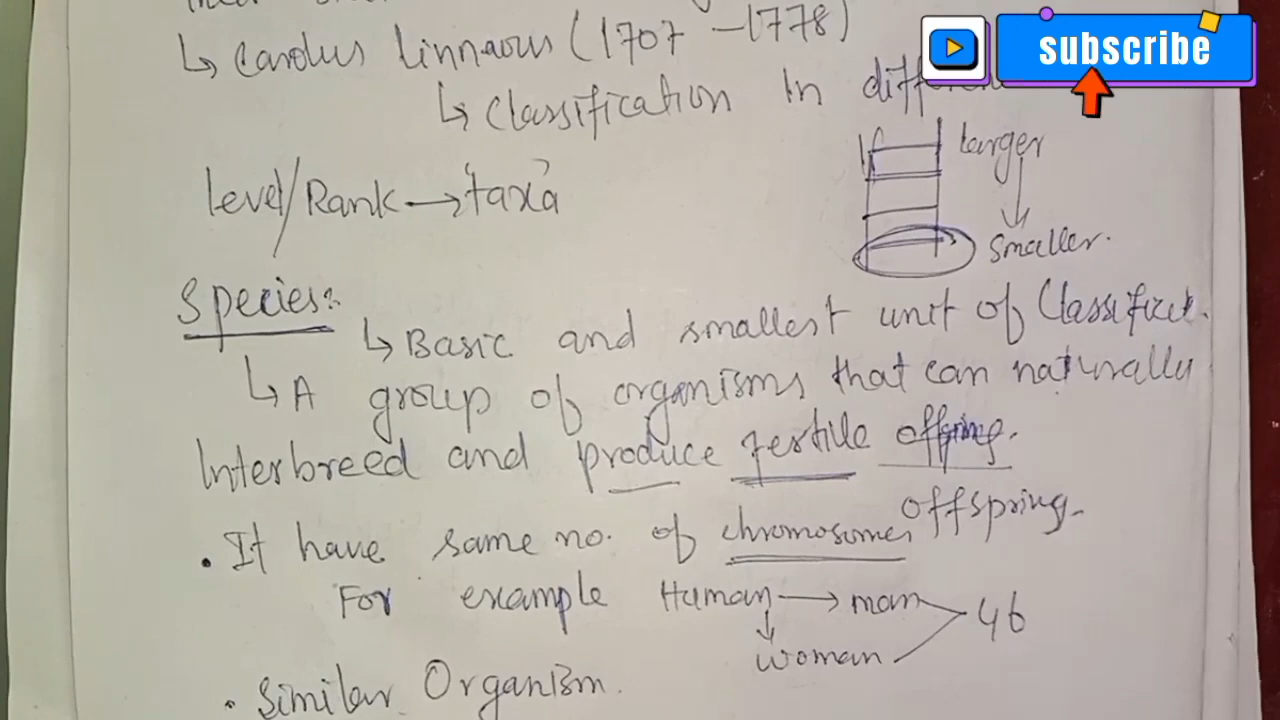 ↳ Carolus linnaous (1707 - 1778)
subscribe
↳ Classification In different
larger
level/Rank → 'taxa'
Smaller.
Species:
↳ Basic and smallest unit of Classificat.
↳ A group of organisms that can naturally
Interbreed and produce fertile offspring.
offspring.
• It have same no. of chromosomes
For example Human → man 46
↓
woman
• Similar Organism.